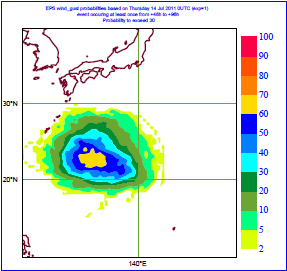 EPS wind_gust probabilities based on Thursday 14 Jul 2011 0UTC (exp=1)
event occuring at least once from +48h to +96h
Probability to exceed 30
100
90
80
70
60
50
40
30
20
10
5
2
30°N
20°N
140°E